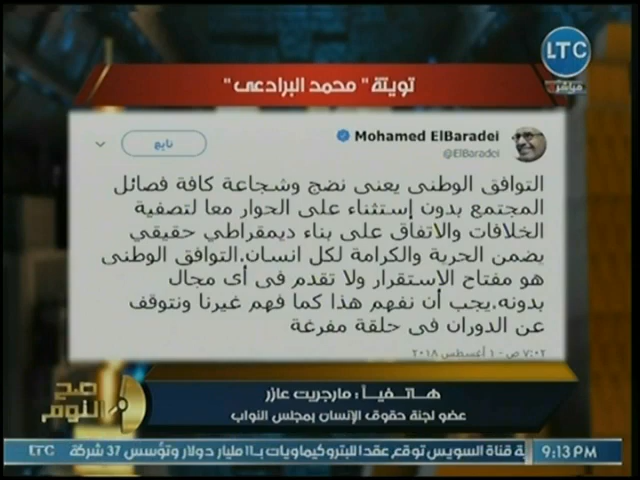 LTC
مباشر
تويتة " محمد البرادعى "
Mohamed ElBaradei
@ElBaradei
تابع
التوافق الوطنى يعنى نضج وشجاعة كافة فصائل
المجتمع بدون إستثناء على الحوار معا لتصفية
الخلافات والاتفاق على بناء ديمقراطي حقيقي
يضمن الحرية والكرامة لكل انسان.التوافق الوطنى
هو مفتاح الإستقرار ولا تقدم فى أى مجال
بدونه.يجب أن نفهم هذا كما فهم غيرنا ونتوقف
عن الدوران فى حلقة مفرغة
٧:٠٢ ص - ١ أغسطس ٢٠١٨
هـاتـفـيـاً : مارجريت عازر
عضو لجنة حقوق الإنسان بمجلس النواب
صح النوم
ة قناة السويس توقع عقد اللبتروكيماويات بـ١١ مليار دولار وتؤسس 37 شركة LTC
9:13 PM